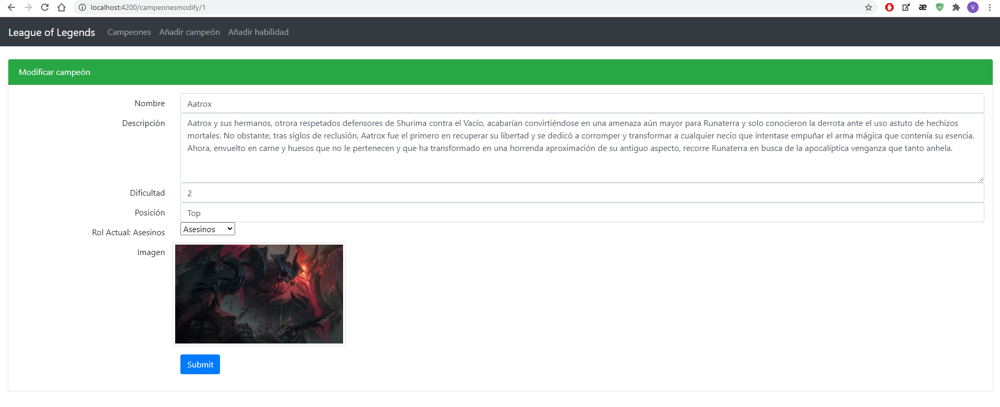 localhost:4200/campeonesmodify/1
æ
V
League of Legends Campeones Añadir campeón Añadir habilidad
Modificar campeón
Nombre Aatrox
Descripción Aatrox y sus hermanos, otrora respetados defensores de Shurima contra el Vacío, acabarían convirtiéndose en una amenaza aún mayor para Runaterra y solo conocieron la derrota ante el uso astuto de hechizos
mortales. No obstante, tras siglos de reclusión, Aatrox fue el primero en recuperar su libertad y se dedicó a corromper y transformar a cualquier necio que intentase empuñar el arma mágica que contenía su esencia.
Ahora, envuelto en carne y huesos que no le pertenecen y que ha transformado en una horrenda aproximación de su antiguo aspecto, recorre Runaterra en busca de la apocalíptica venganza que tanto anhela.
Dificultad 2
Posición Top
Rol Actual: Asesinos Asesinos
Imagen
Submit